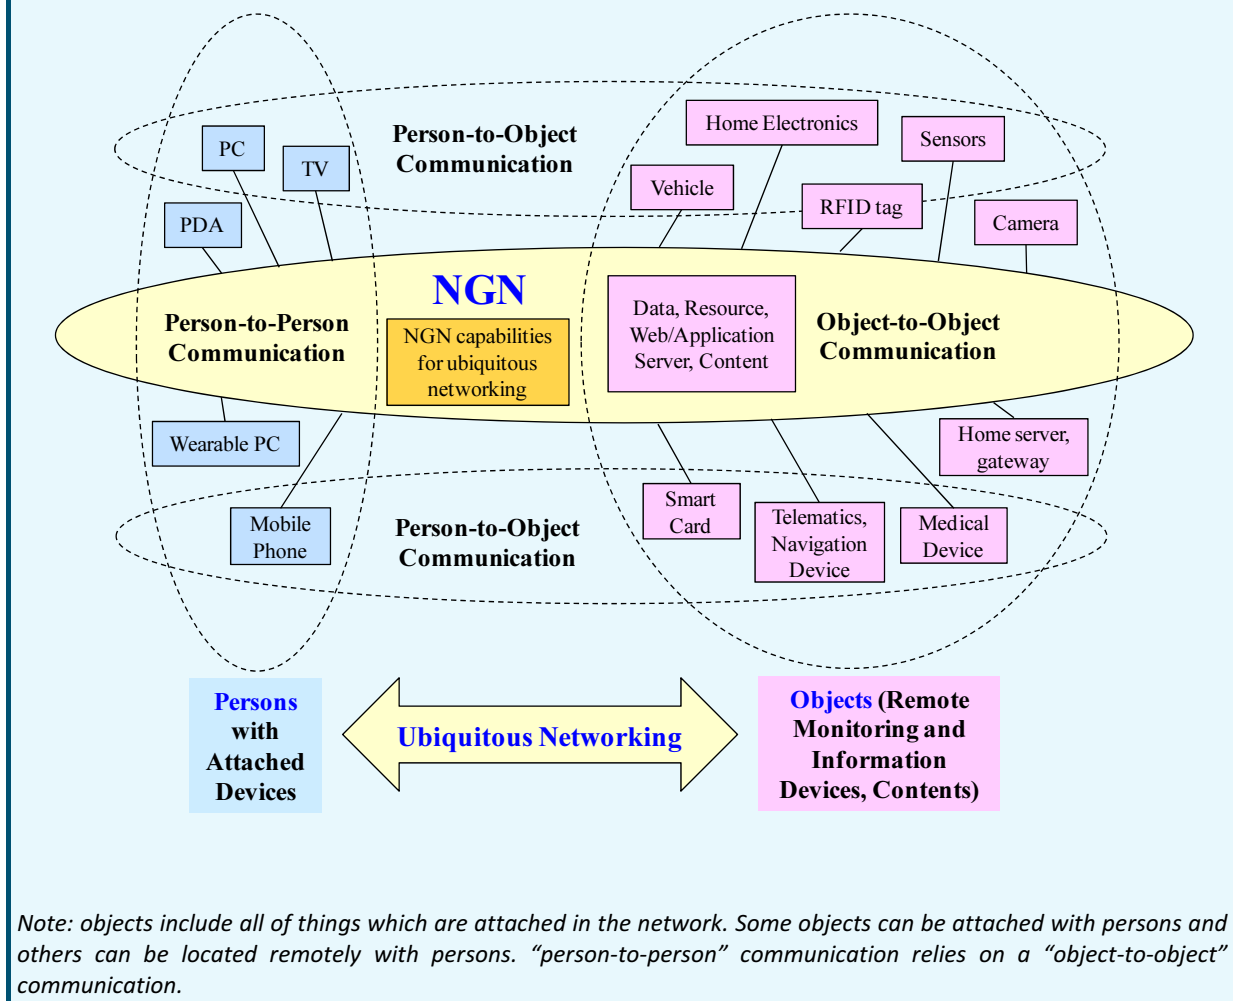 Person-to-Object
Communication
PC
TV
PDA
Home Electronics
Sensors
Vehicle
RFID tag
Camera
NGN
Person-to-Person
Communication
NGN capabilities
for ubiquitous
networking
Data, Resource,
Web/Application
Server, Content
Object-to-Object
Communication
Wearable PC
Mobile
Phone
Person-to-Object
Communication
Smart
Card
Telematics,
Navigation
Device
Medical
Device
Home server,
gateway
Persons
with
Attached
Devices
Ubiquitous Networking
Objects (Remote
Monitoring and
Information
Devices, Contents)
Note: objects include all of things which are attached in the network. Some objects can be attached with persons and
others can be located remotely with persons. “person-to-person” communication relies on a “object-to-object”
communication.